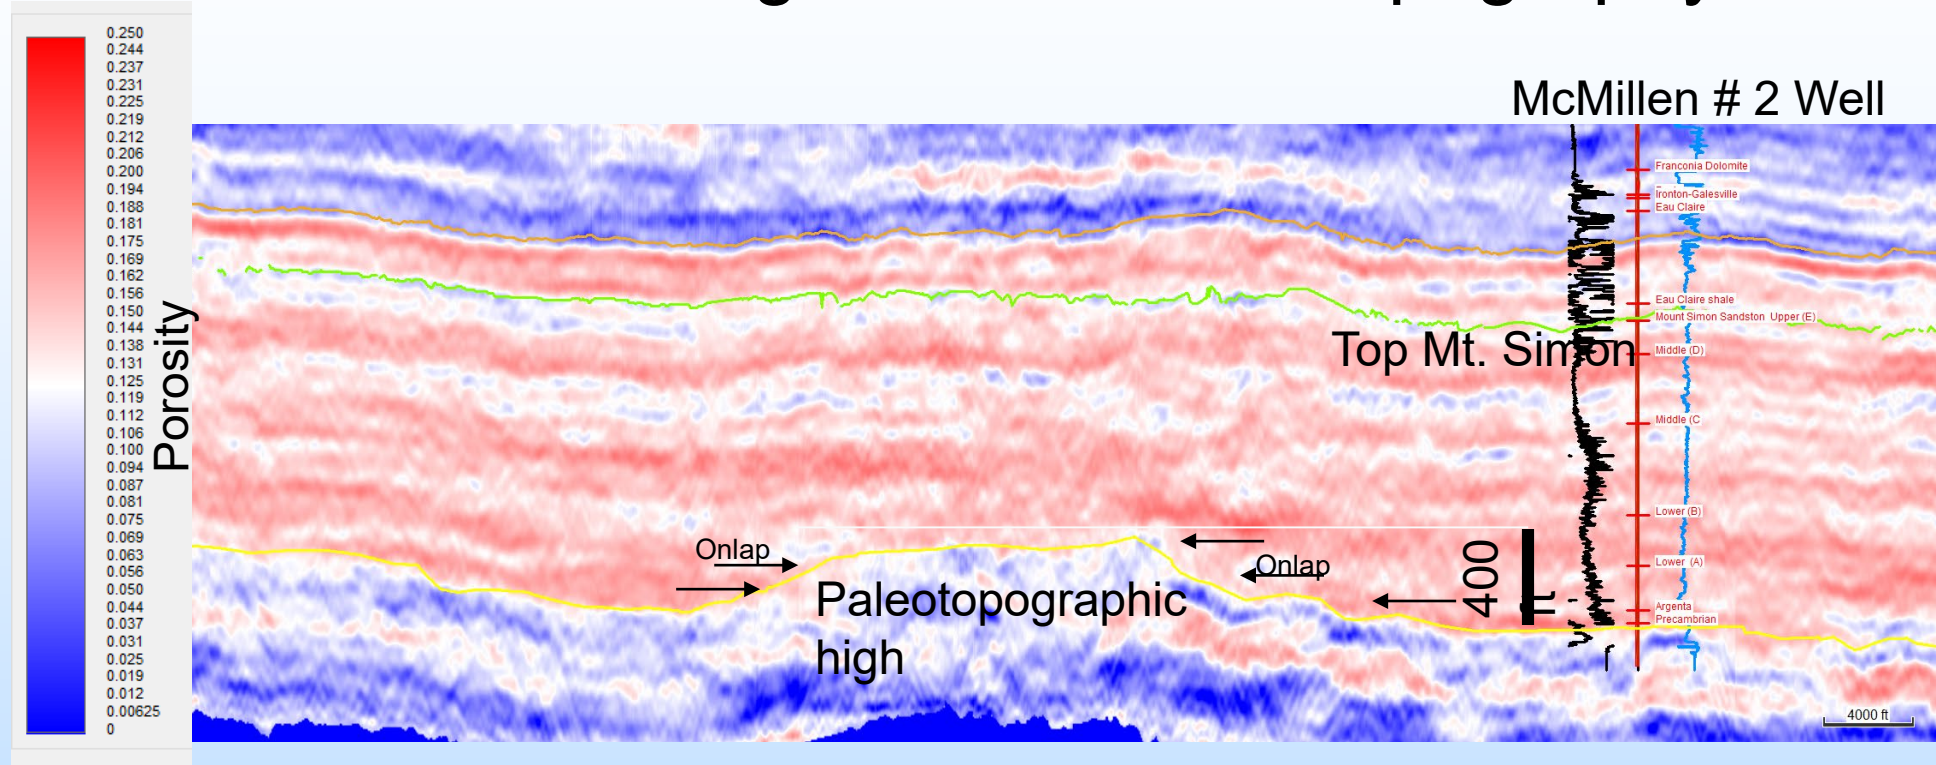 McMillen # 2 Well
0.250
0.244
0.237
0.231
0.225
0.219
0.212
0.206
0.200
0.194
0.188
0.181
0.175
0.169
0.162
0.156
0.150
0.144
0.138
0.131
0.125
0.119
0.112
0.106
0.100
0.094
0.087
0.081
0.075
0.069
0.063
0.056
0.050
0.044
0.037
0.031
0.025
0.019
0.012
0.00625
0
Porosity
Franconia Dolomite
Ironton-Galesville
Eau Claire
Eau Claire shale
Mount Simon Sandston Upper (E)
Top Mt. Simon
Middle (D)
Middle (C
Lower (B)
Onlap
Onlap
Lower (A)
400
ft
Paleotopographic
high
Argenta
Precambrian
4000 ft